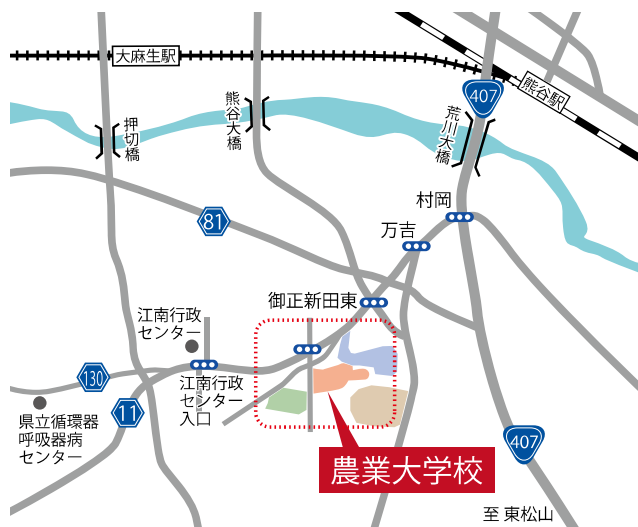 大麻生駅
熊谷駅
407
押切橋
熊谷大橋
荒川大橋
村岡
81
万吉
御正新田東
江南行政
センター
130
江南行政
センター
入口
11
県立循環器
呼吸器病
センター
407
農業大学校
至 東松山